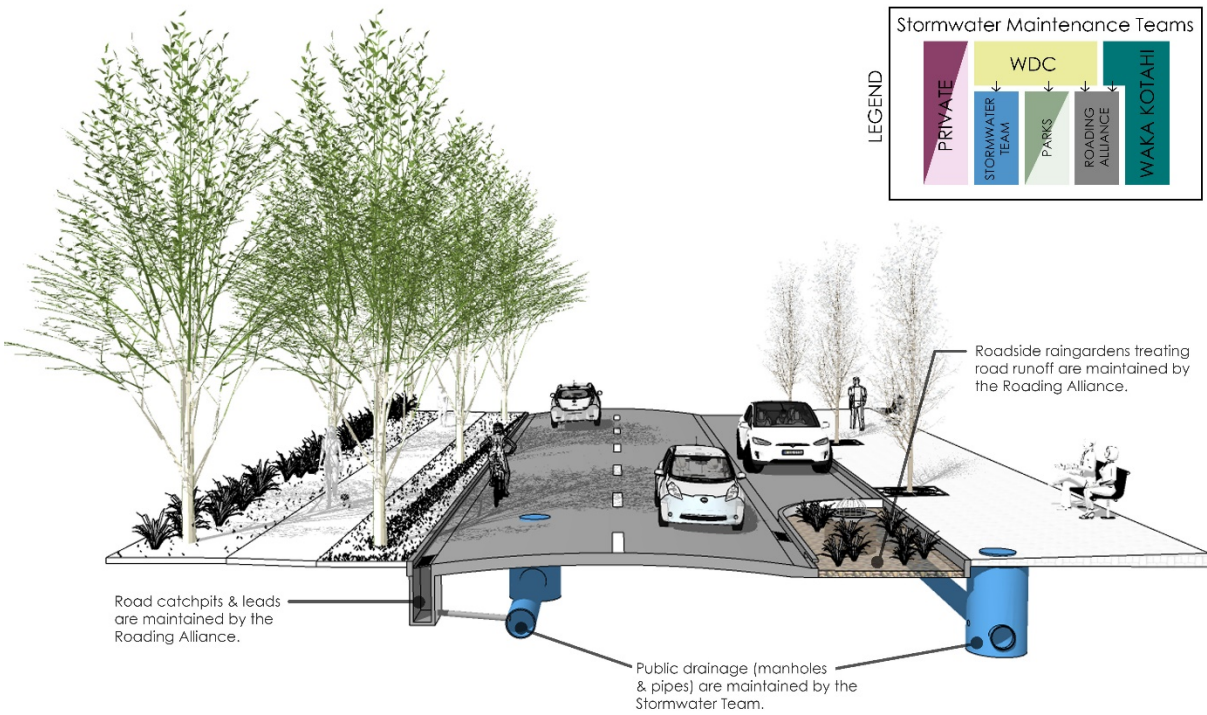 Stormwater Maintenance Teams
LEGEND
PRIVATE
WDC
STORMWATER
TEAM
PARKS
ROADING
ALLIANCE
WAKA KOTAHI
Roadside raingardens treating
road runoff are maintained by
the Roading Alliance.
Road catchpits & leads
are maintained by the
Roading Alliance.
Public drainage (manholes
& pipes) are maintained by the
Stormwater Team.